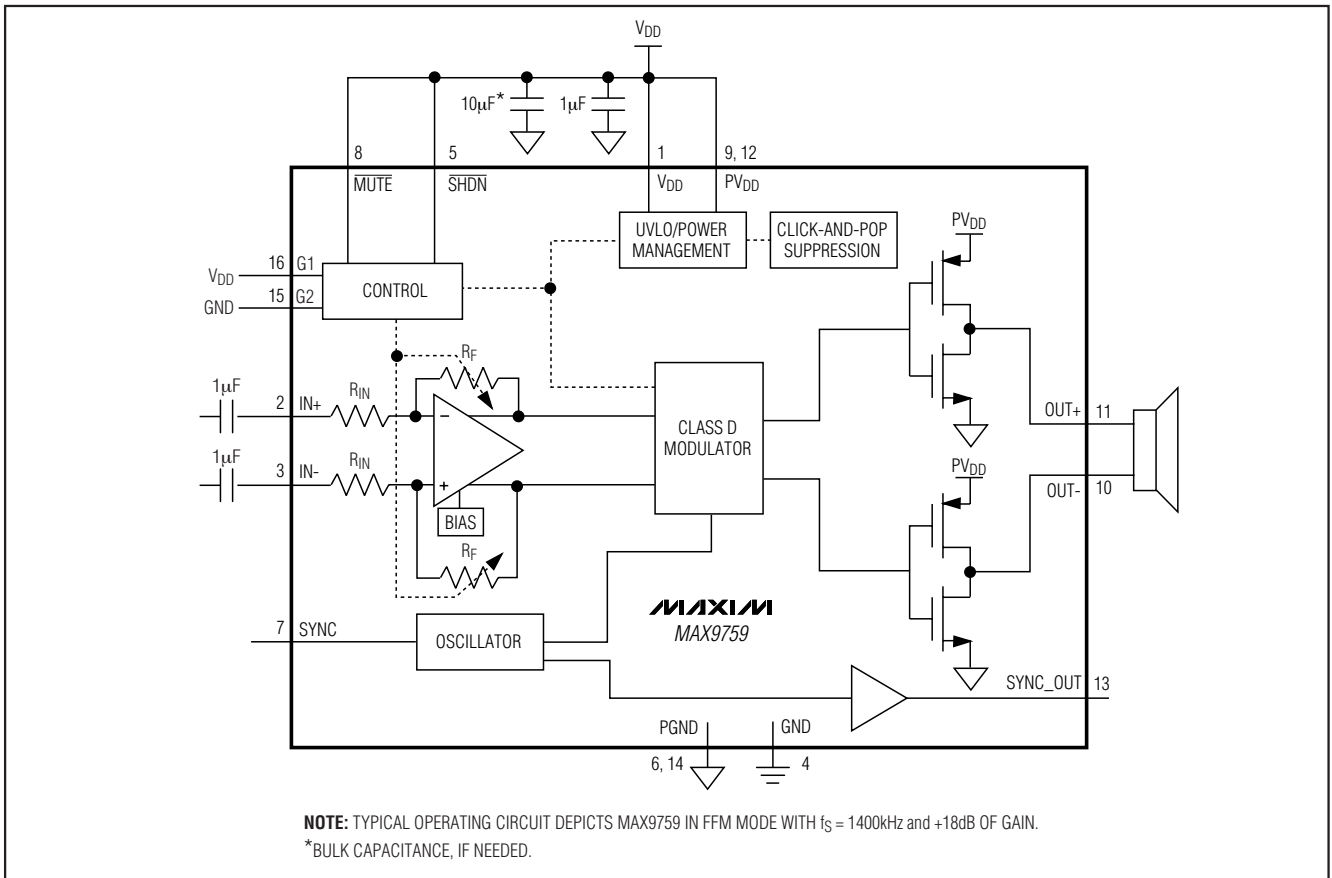 VDD
10µF*
1µF
8
5
1
9, 12
MUTE
SHDN
VDD
PVDD
UVLO/POWER
MANAGEMENT
CLICK-AND-POP
SUPPRESSION
PVDD
VDD
16
G1
GND
15
G2
CONTROL
RF
1µF
2
IN+
RIN
−
CLASS D
MODULATOR
OUT+
11
1µF
3
IN-
RIN
+
BIAS
RF
PVDD
OUT-
10
MAXIM
MAX9759
7
SYNC
OSCILLATOR
SYNC_OUT
13
PGND
GND
6, 14
4
NOTE: TYPICAL OPERATING CIRCUIT DEPICTS MAX9759 IN FFM MODE WITH fS = 1400kHz and +18dB OF GAIN.
*BULK CAPACITANCE, IF NEEDED.